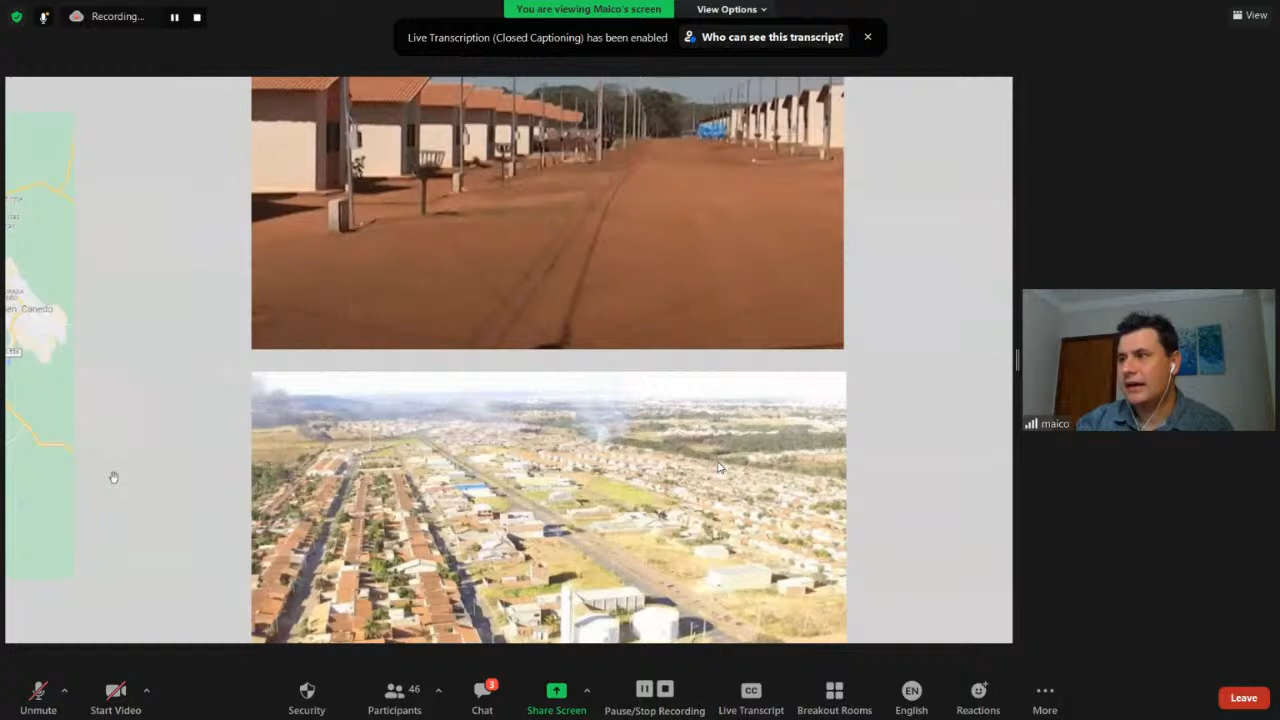 You are viewing Maico's screen
View Options
View
Recording...
Live Transcription (Closed Captioning) has been enabled
Who can see this transcript?
Canedo
maico
Unmute
Start Video
Security
46
Participants
3
Chat
Share Screen
Pause/Stop Recording
CC
Live Transcript
Breakout Rooms
EN
English
Reactions
More
Leave